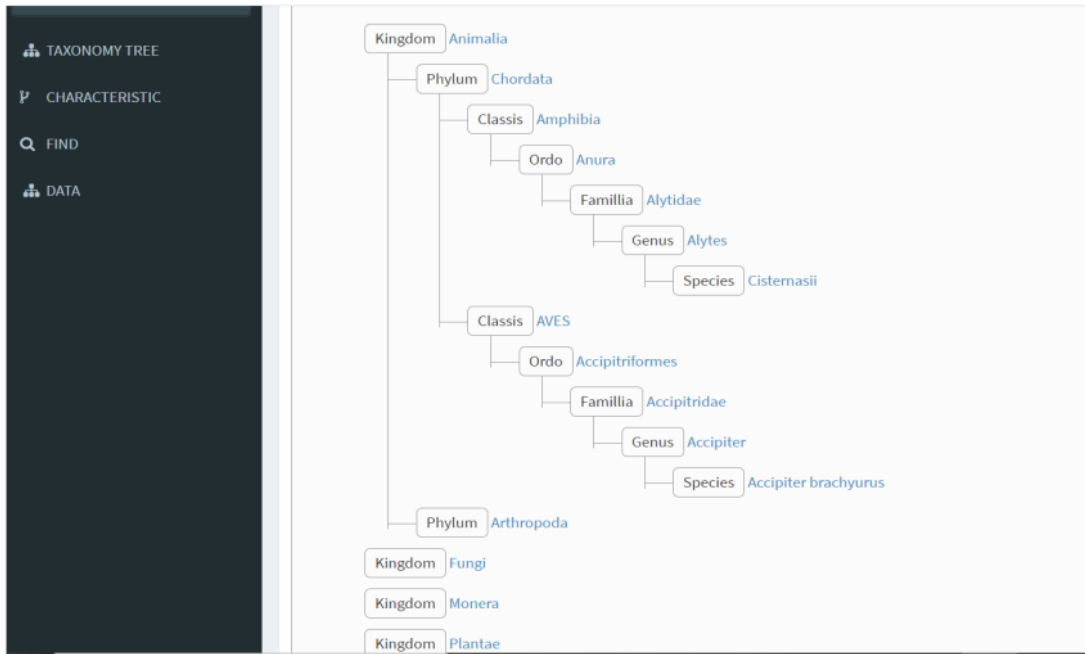 TAXONOMY TREE
CHARACTERISTIC
FIND
DATA
Kingdom Animalia
Phylum Chordata
Classis Amphibia
Ordo Anura
Famillia Alytidae
Genus Alytes
Species Cisternasii
Classis AVES
Ordo Accipitriformes
Famillia Accipitridae
Genus Accipiter
Species Accipiter brachyurus
Phylum Arthropoda
Kingdom Fungi
Kingdom Monera
Kingdom Plantae